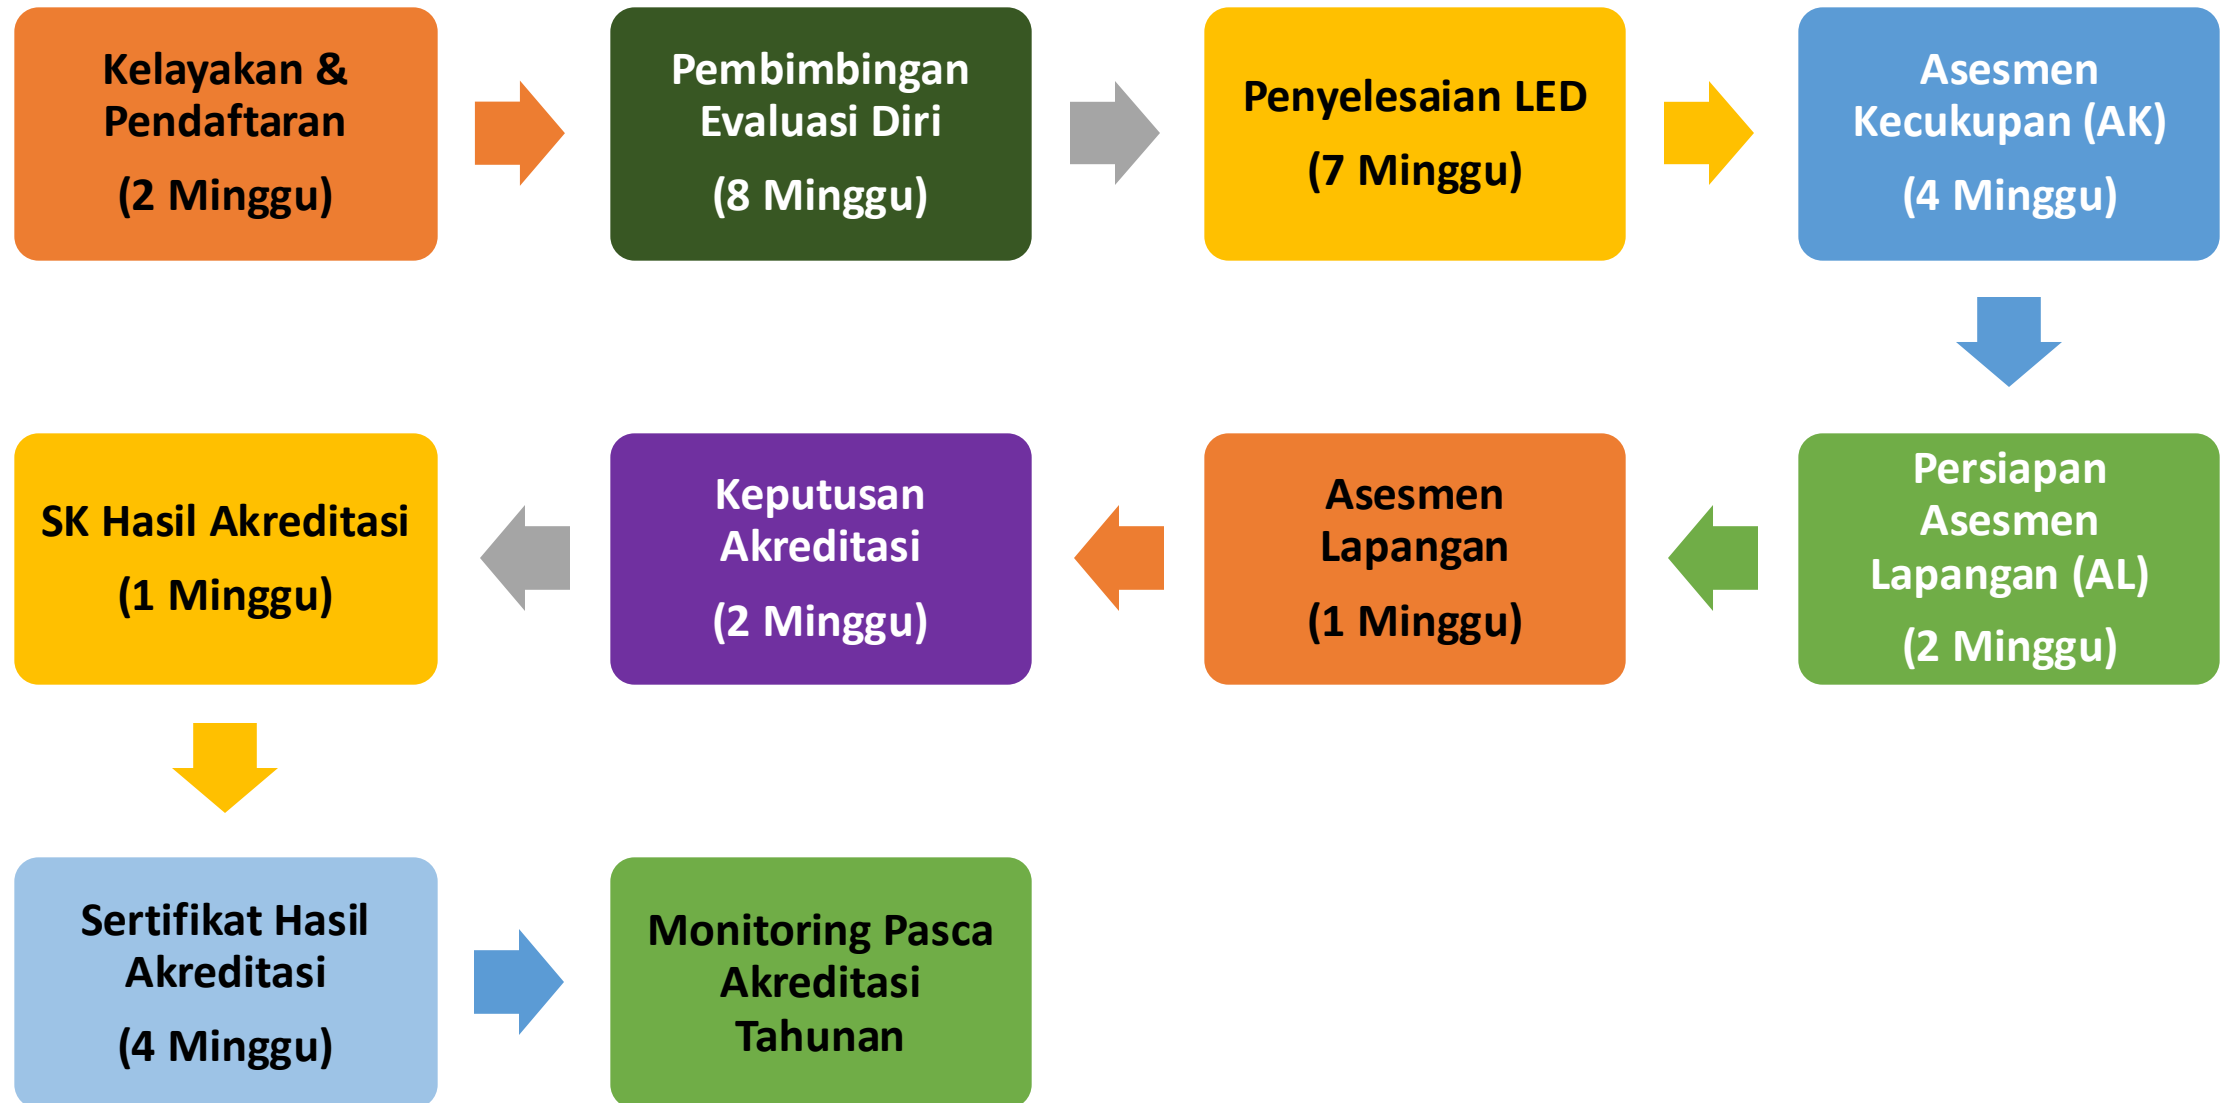 Kelayakan &
Pendaftaran
(2 Minggu)
Pembimbingan
Evaluasi Diri
(8 Minggu)
Penyelesaian LED
(7 Minggu)
Asesmen
Kecukupan (AK)
(4 Minggu)
Persiapan
Asesmen
Lapangan (AL)
(2 Minggu)
Asesmen
Lapangan
(1 Minggu)
Keputusan
Akreditasi
(2 Minggu)
SK Hasil Akreditasi
(1 Minggu)
Sertifikat Hasil
Akreditasi
(4 Minggu)
Monitoring Pasca
Akreditasi
Tahunan